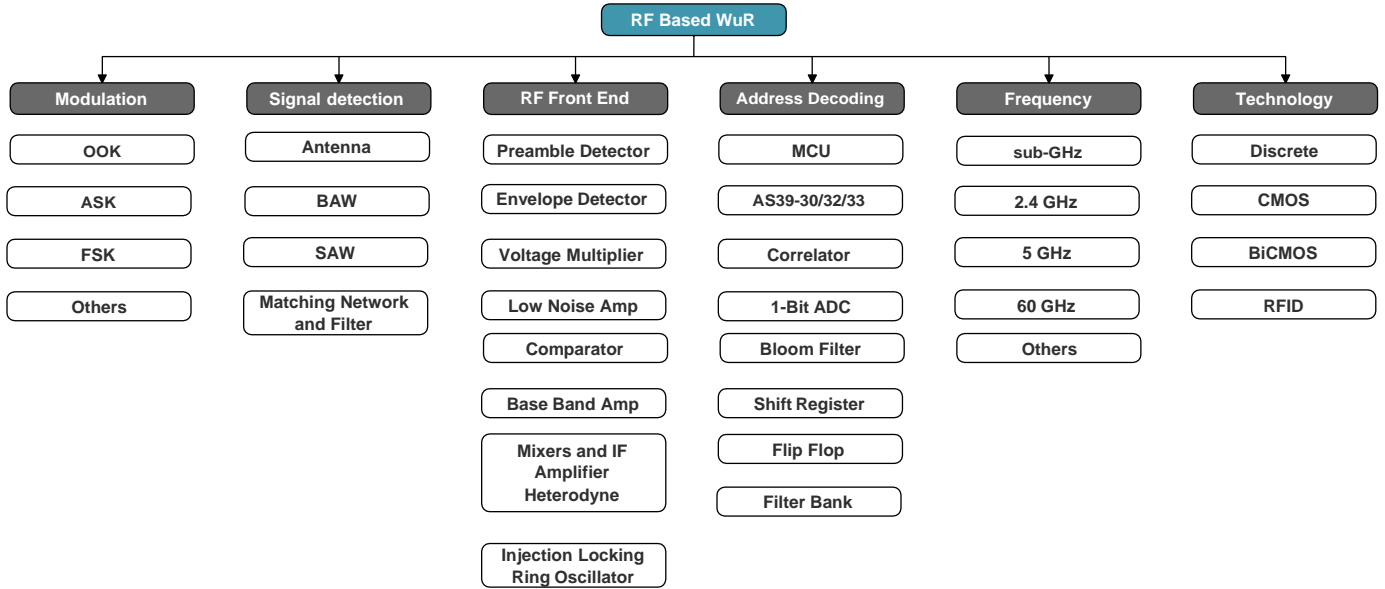 RF Based WuR
Modulation
OOK
ASK
FSK
Others
Signal detection
Antenna
BAW
SAW
Matching Network
and Filter
RF Front End
Preamble Detector
Envelope Detector
Voltage Multiplier
Low Noise Amp
Comparator
Base Band Amp
Mixers and IF
Amplifier
Heterodyne
Injection Locking
Ring Oscillator
Address Decoding
MCU
AS39-30/32/33
Correlator
1-Bit ADC
Bloom Filter
Shift Register
Flip Flop
Filter Bank
Frequency
sub-GHz
2.4 GHz
5 GHz
60 GHz
Others
Technology
Discrete
CMOS
BiCMOS
RFID